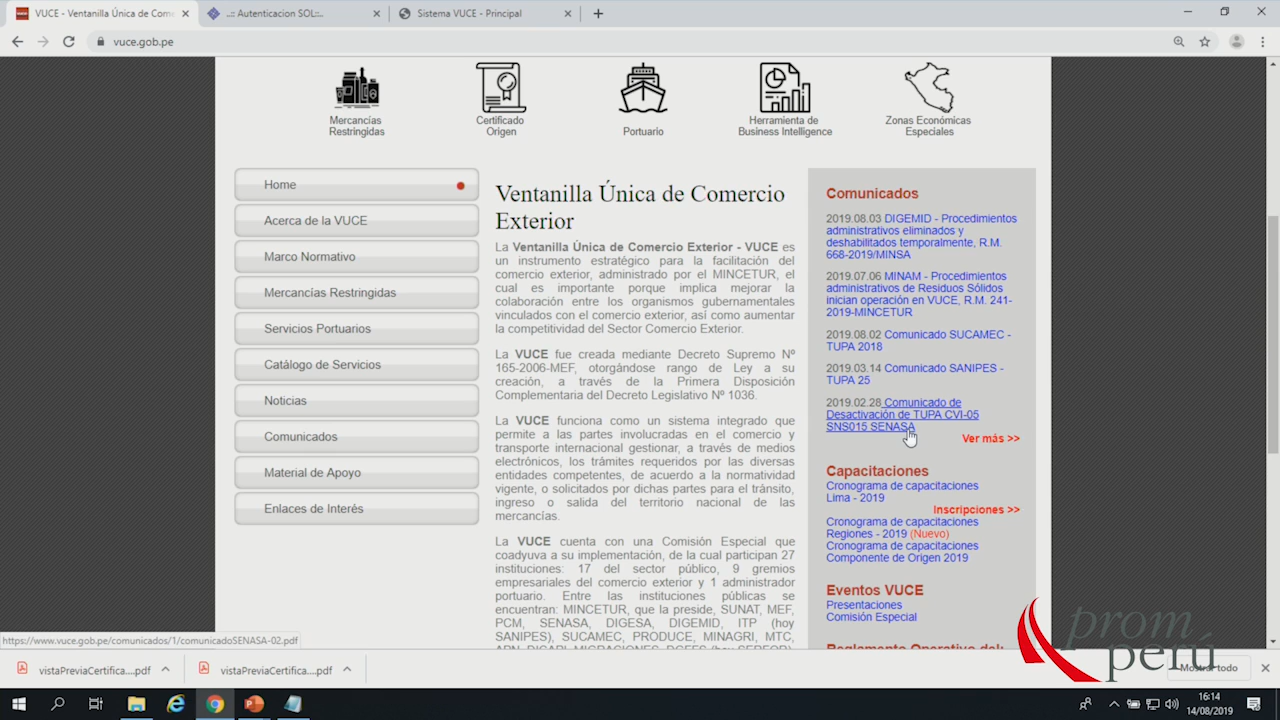 VUCE - Ventanilla Única de Com
..:: Autenticacion SOL::..
Sistema VUCE - Principal
vuce.gob.pe
Mercancías
Restringidas
Certificado
Origen
Portuario
Herramienta de
Business Intelligence
Zonas Económicas
Especiales
Home
Acerca de la VUCE
Marco Normativo
Mercancías Restringidas
Servicios Portuarios
Catálogo de Servicios
Noticias
Comunicados
Material de Apoyo
Enlaces de Interés
Ventanilla Única de Comercio
Exterior
La Ventanilla Única de Comercio Exterior - VUCE es
un instrumento estratégico para la facilitación del
comercio exterior, administrado por el MINCETUR, el
cual es importante porque implica mejorar la
colaboración entre los organismos gubernamentales
vinculados con el comercio exterior, así como aumentar
la competitividad del Sector Comercio Exterior.
La VUCE fue creada mediante Decreto Supremo Nº
165-2006-MEF, otorgándose rango de Ley a su
creación, a través de la Primera Disposición
Complementaria del Decreto Legislativo Nº 1036.
La VUCE funciona como un sistema integrado que
permite a las partes involucradas en el comercio y
transporte internacional gestionar, a través de medios
electrónicos, los trámites requeridos por las diversas
entidades competentes, de acuerdo a la normatividad
vigente, o solicitados por dichas partes para el tránsito,
ingreso o salida del territorio nacional de las
mercancías.
La VUCE cuenta con una Comisión Especial que
coadyuva a su implementación, de la cual participan 27
instituciones: 17 del sector público, 9 gremios
empresariales del comercio exterior y 1 administrador
portuario. Entre las instituciones públicas se
encuentran: MINCETUR, que la preside, SUNAT, MEF,
PCM, SENASA, DIGESA, DIGEMID, ITP (hoy
SANIPES), SUCAMEC, PRODUCE, MINAGRI, MTC,
Comunicados
2019.08.03 DIGEMID - Procedimientos
administrativos eliminados y
deshabilitados temporalmente, R.M.
668-2019/MINSA
2019.07.06 MINAM - Procedimientos
administrativos de Residuos Sólidos
inician operación en VUCE, R.M. 241-
2019-MINCETUR
2019.08.02 Comunicado SUCAMEC -
TUPA 2018
2019.03.14 Comunicado SANIPES -
TUPA 25
2019.02.28 Comunicado de
Desactivación de TUPA CVI-05
SNS015 SENASA
Ver más >>
Capacitaciones
Cronograma de capacitaciones
Lima - 2019
Inscripciones >>
Cronograma de capacitaciones
Regiones - 2019 (Nuevo)
Cronograma de capacitaciones
Componente de Origen 2019
Eventos VUCE
Presentaciones
Comisión Especial
Reglamento Operativo del:
https://www.vuce.gob.pe/comunicados/1/comunicadoSENASA-02.pdf
vistaPreviaCertifica....pdf
vistaPreviaCertifica....pdf
prom
perú
Mostrar todo
16:14
14/08/2019